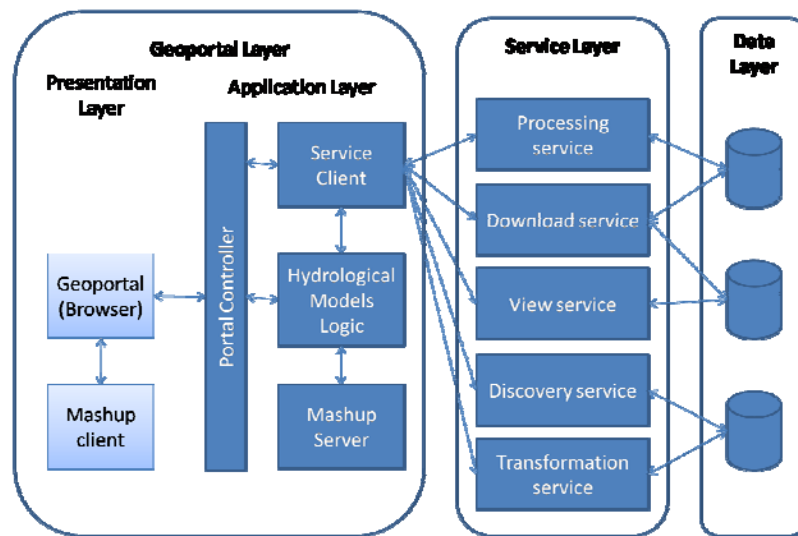 Geoportal Layer
Presentation
Layer
Application Layer
Portal Controller
Service
Client
Geoportal
(Browser)
Hydrological
Models
Logic
Mashup
client
Mashup
Server
Service Layer
Processing
service
Download service
View service
Discovery service
Transformation
service
Data
Layer